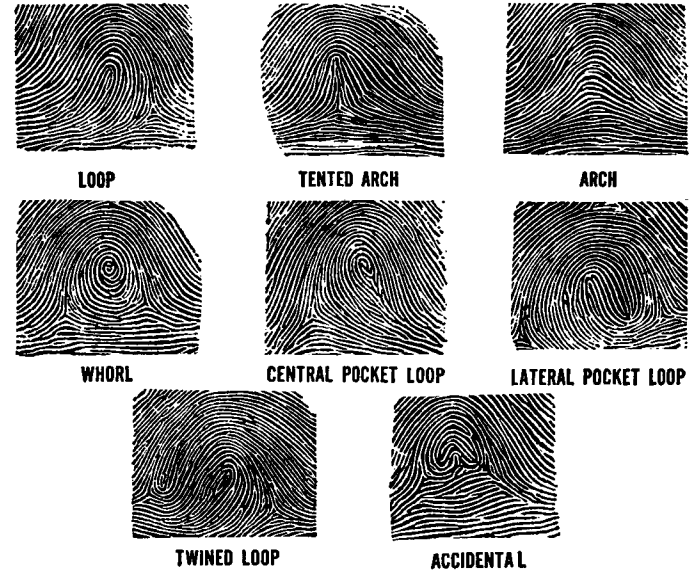 LOOP
TENTED ARCH
ARCH
WHORL
CENTRAL POCKET LOOP
LATERAL POCKET LOOP
TWINED LOOP
ACCIDENTAL